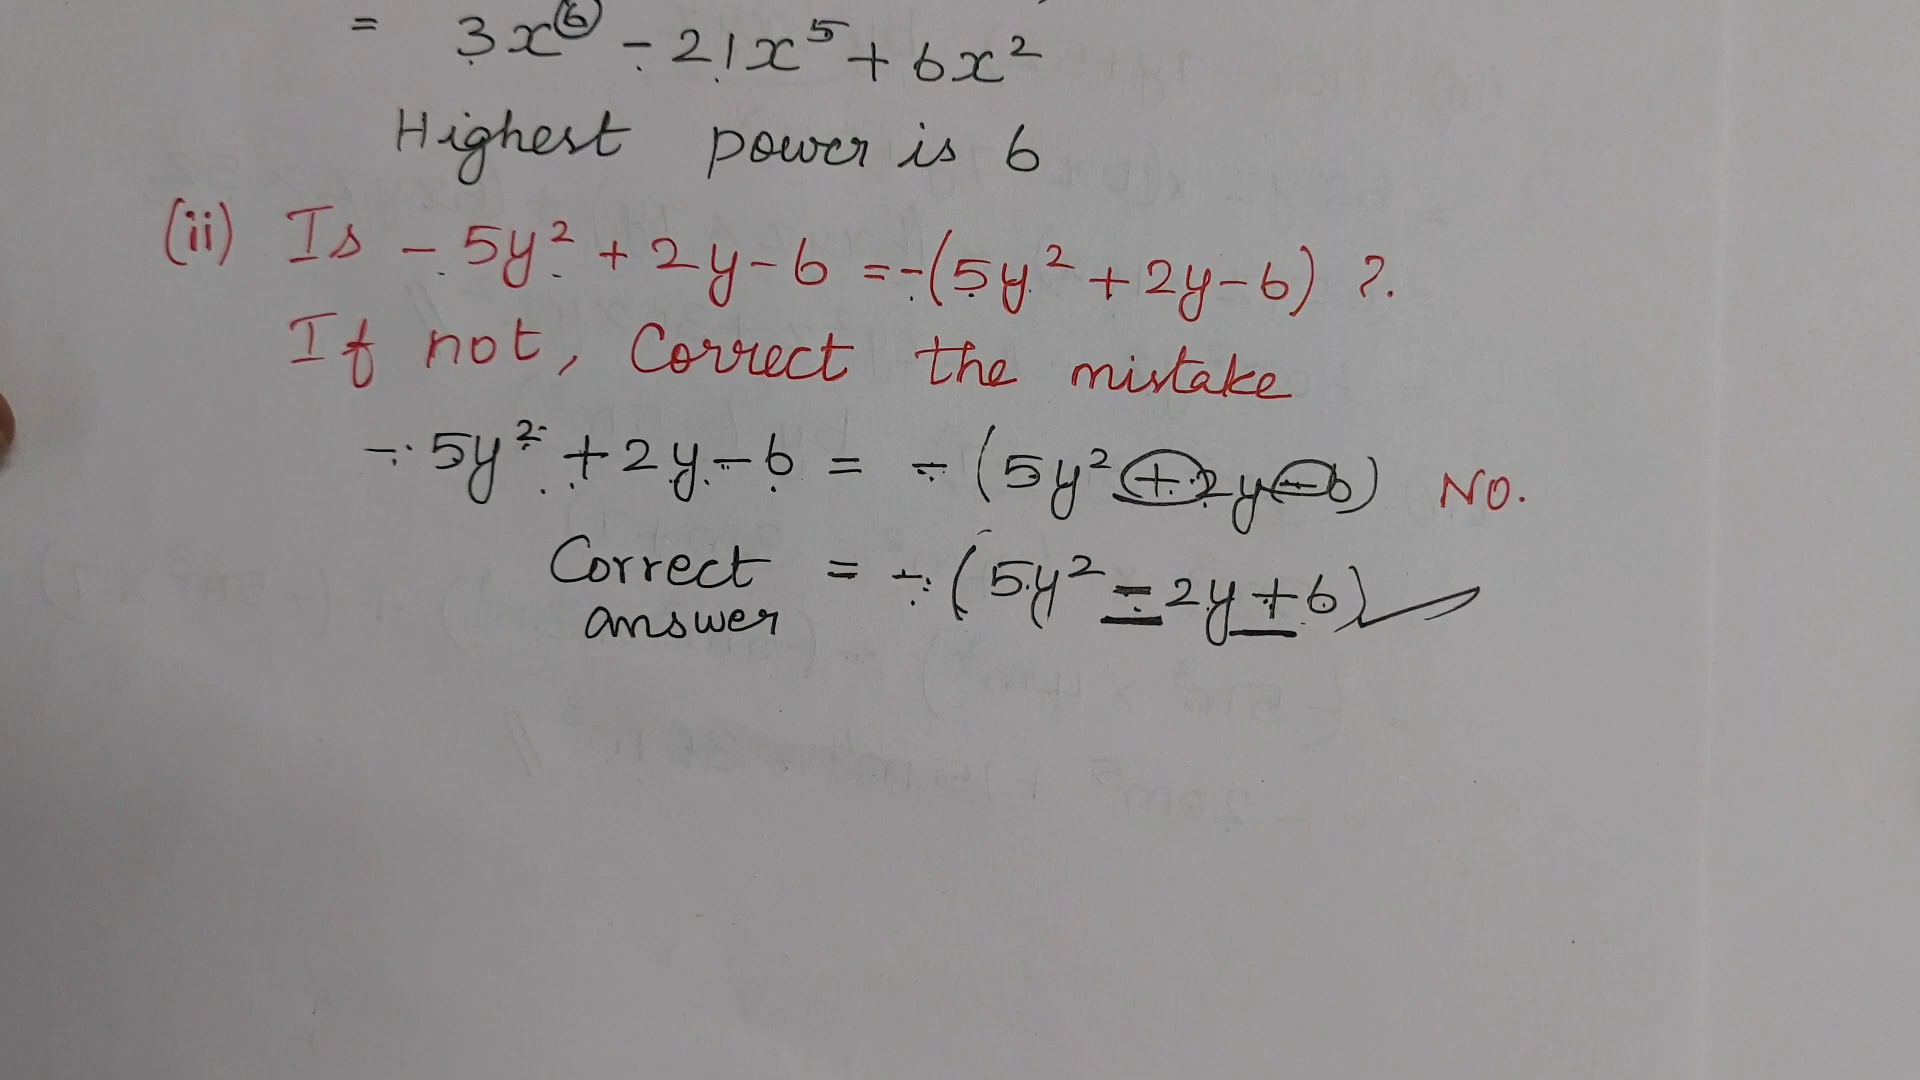 = 3x⁶ - 21x⁵ + 6x²
Highest power is 6
(ii) Is - 5y² + 2y - 6 = -(5y² + 2y - 6) ?.
If not, Correct the mistake
- 5y² + 2y - 6 = - (5y² + 2y - 6) NO.
Correct = - (5y² - 2y + 6)
answer